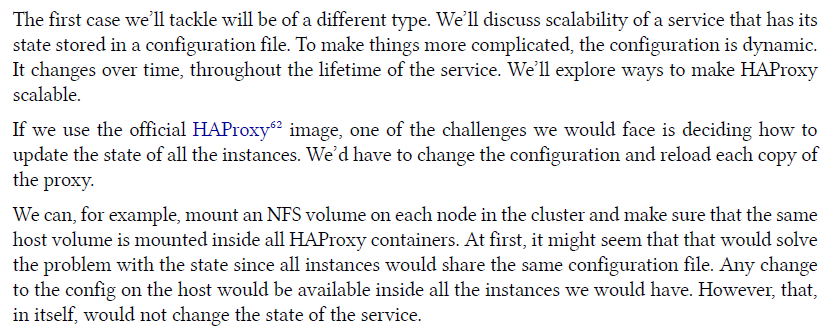 The first case we’ll tackle will be of a different type. We’ll discuss scalability of a service that has its
state stored in a configuration file. To make things more complicated, the configuration is dynamic.
It changes over time, throughout the lifetime of the service. We’ll explore ways to make HAProxy
scalable.
If we use the official HAProxy⁶² image, one of the challenges we would face is deciding how to
update the state of all the instances. We’d have to change the configuration and reload each copy of
the proxy.
We can, for example, mount an NFS volume on each node in the cluster and make sure that the same
host volume is mounted inside all HAProxy containers. At first, it might seem that that would solve
the problem with the state since all instances would share the same configuration file. Any change
to the config on the host would be available inside all the instances we would have. However, that,
in itself, would not change the state of the service.